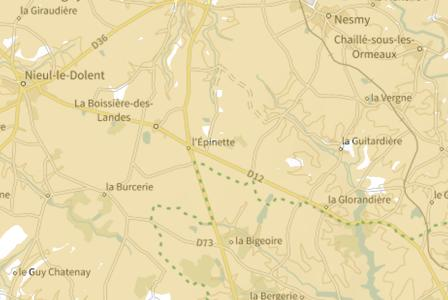 la Giraudière
Nesmy
D36
Chaillé-sous-les-
Ormeaux
Nieul-le-Dolent
la Vergne
La Boissière-des-
Landes
l'Épinette
la Guitardière
D12
la Burcerie
la Glorandière
D73
la Bigeoire
le Guy Chatenay
la Bergerie